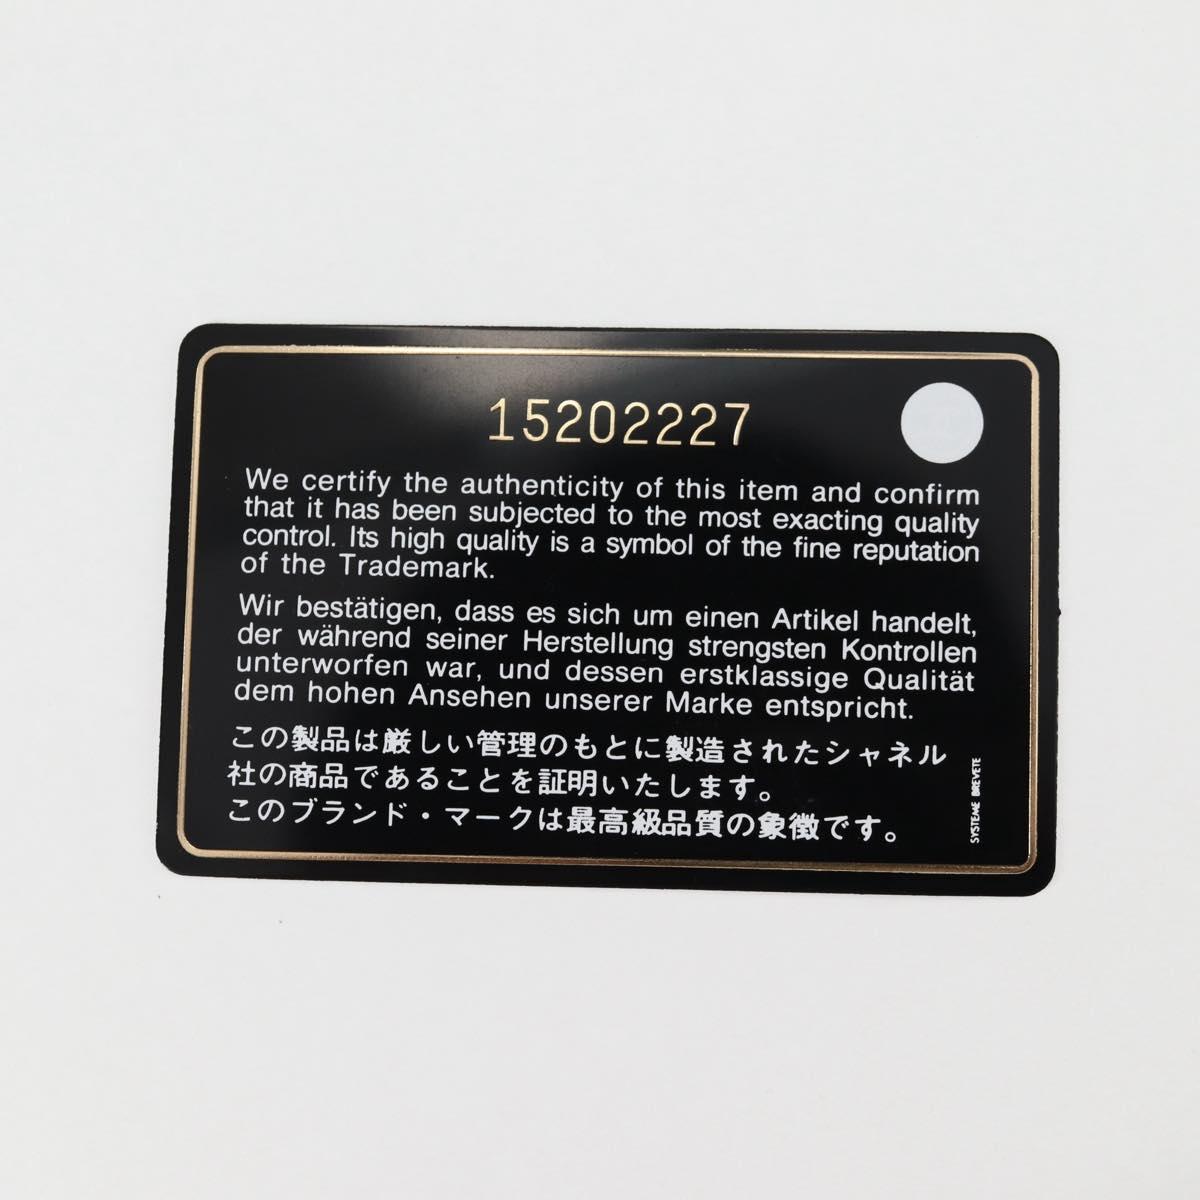 15202227
We certify the authenticity of this item and confirm
that it has been subjected to the most exacting quality
control. Its high quality is a symbol of the fine reputation
of the Trademark.
Wir bestätigen, dass es sich um einen Artikel handelt,
der während seiner Herstellung strengsten Kontrollen
unterworfen war, und dessen erstklassige Qualität
dem hohen Ansehen unserer Marke entspricht.
この製品は厳しい管理のもとに製造されたシャネル
社の商品であることを証明いたします。
このブランド・マークは最高級品質の象徴です。
SYSTEME BREVETE